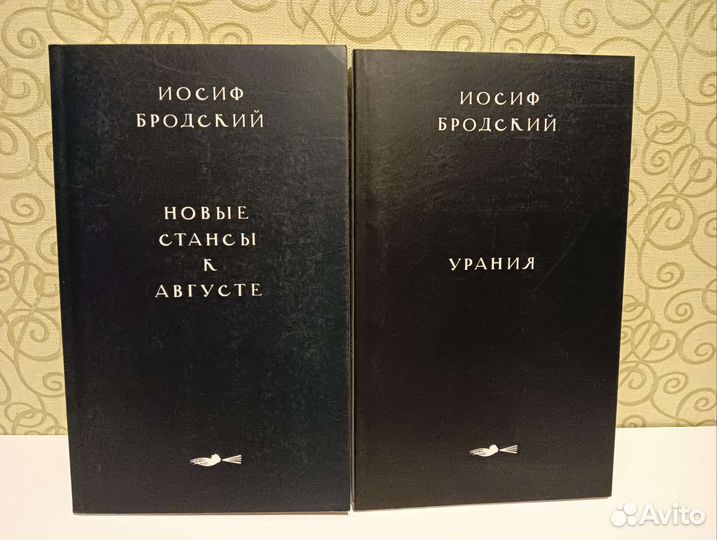 ИОСИФ
БРОДСКИЙ
НОВЫЕ
СТАНСЫ
К
АВГУСТЕ
ИОСИФ
БРОДСКИЙ
УРАНИЯ
Avito